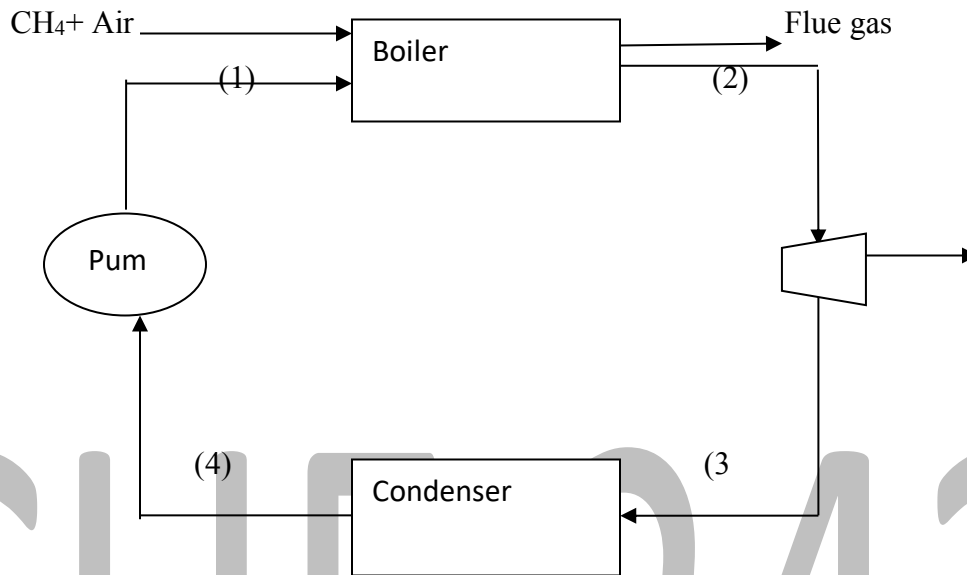 CH₄+ Air
Flue gas
Boiler
(1)
(2)
Pum
(4)
(3
Condenser